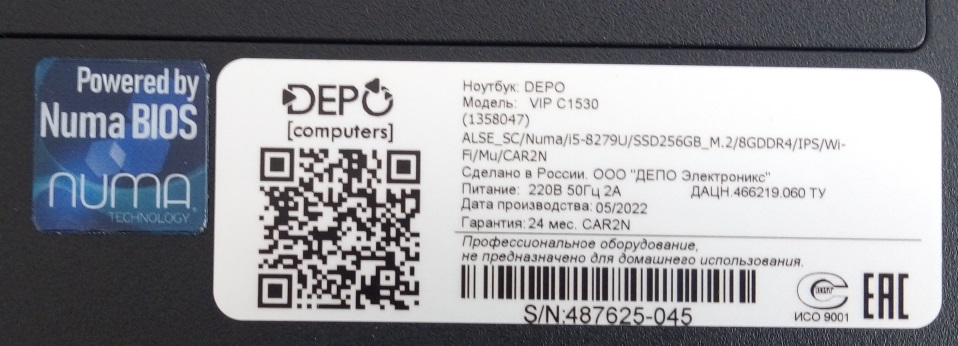 Powered by
Numa BIOS
NUMA
TECHNOLOGY
DEPO
[computers]
Ноутбук: DEPO
Модель: VIP C1530
(1358047)
ALSE_SC/Numa/i5-8279U/SSD256GB_M.2/8GDDR4/IPS/Wi-
Fi/Mu/CAR2N
Сделано в России. ООО "ДЕПО Электроникс"
Питание: 220В 50Гц 2А ДАЦН.466219.060 ТУ
Дата производства: 05/2022
Гарантия: 24 мес. CAR2N
Профессиональное оборудование,
не предназначено для домашнего использования.
S/N:487625-045
ИСО 9001
EAC